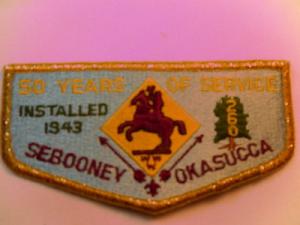 50 YEARS OF SERVICE
INSTALLED
1943
260
SEBOONEY OKASUCCA